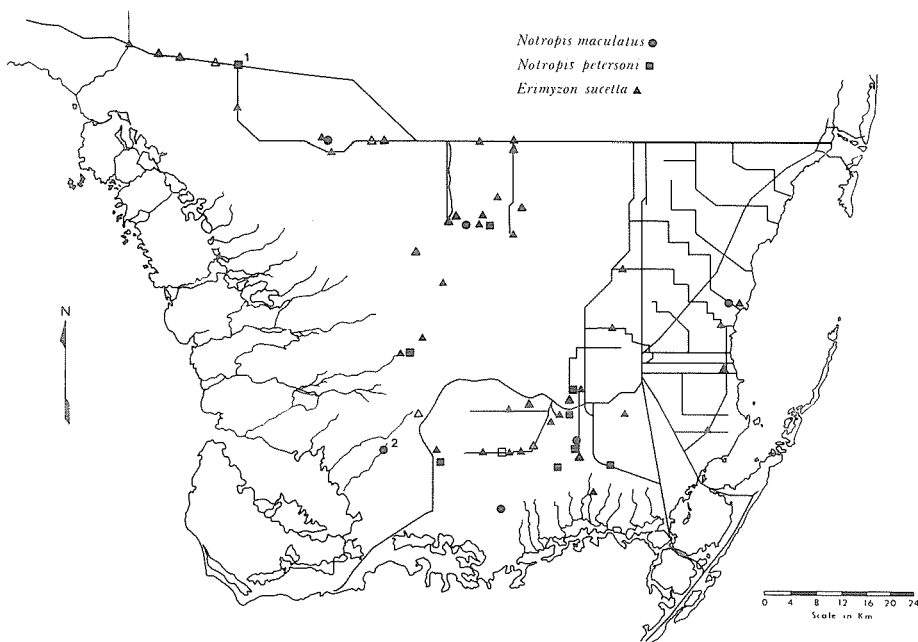 Notropis maculatus
Notropis petersoni
Erimyzon sucetta
1
N
2
0 4 8 12 16 20 24
Scale in Km